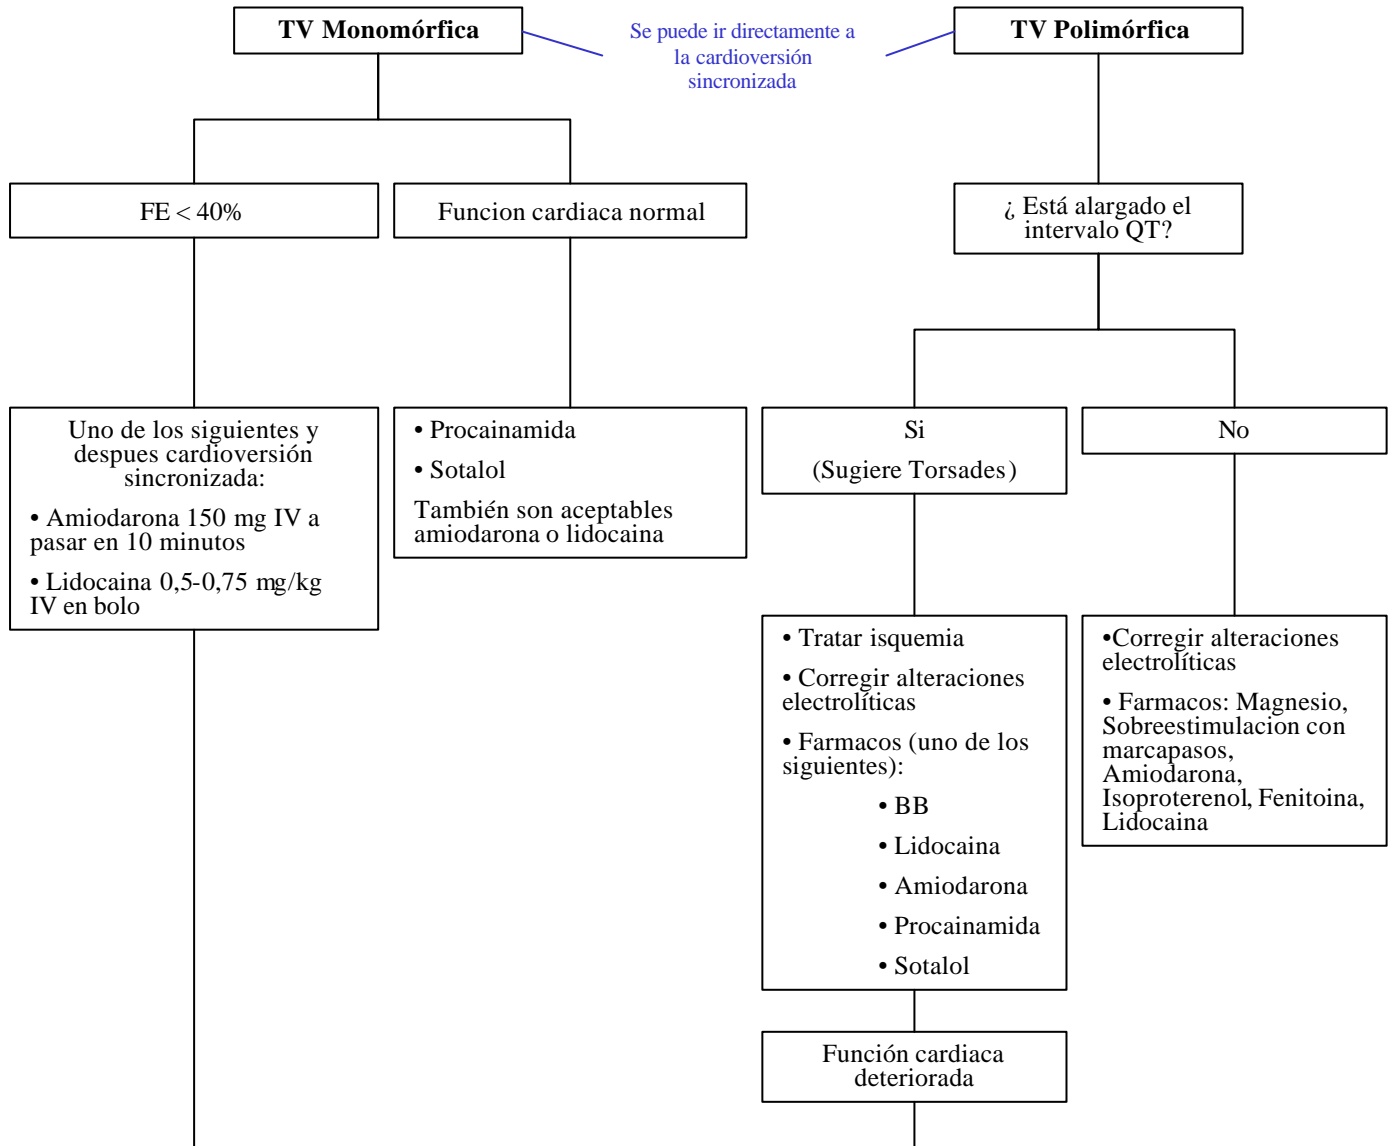 TV Monomórfica
Se puede ir directamente a
la cardioversión
sincronizada
TV Polimórfica
FE < 40%
Funcion cardiaca normal
¿ Está alargado el
intervalo QT?
Uno de los siguientes y
despues cardioversión
sincronizada:
• Amiodarona 150 mg IV a
pasar en 10 minutos
• Lidocaina 0,5-0,75 mg/kg
IV en bolo
• Procainamida
• Sotalol
También son aceptables
amiodarona o lidocaina
Si
(Sugiere Torsades)
No
• Tratar isquemia
• Corregir alteraciones
electrolíticas
• Farmacos (uno de los
siguientes):
• BB
• Lidocaina
• Amiodarona
• Procainamida
• Sotalol
•Corregir alteraciones
electrolíticas
• Farmacos: Magnesio,
Sobreestimulacion con
marcapasos,
Amiodarona,
Isoproterenol, Fenitoina,
Lidocaina
Función cardiaca
deteriorada